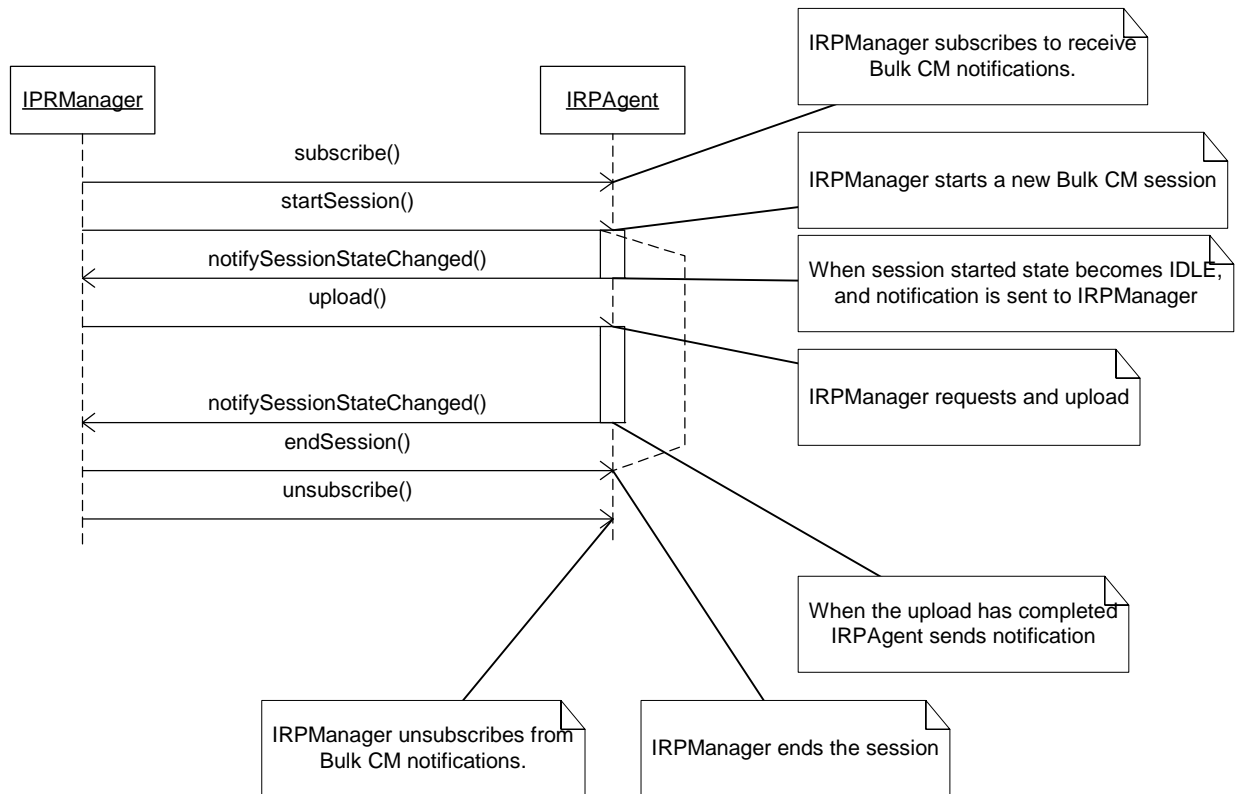 IRPManager subscribes to receive
Bulk CM notifications.
IPRManager
IRPAgent
subscribe()
IRPManager starts a new Bulk CM session
startSession()
notifySessionStateChanged()
When session started state becomes IDLE,
and notification is sent to IRPManager
upload()
IRPManager requests and upload
notifySessionStateChanged()
endSession()
unsubscribe()
When the upload has completed
IRPAgent sends notification
IRPManager unsubscribes from
Bulk CM notifications.
IRPManager ends the session